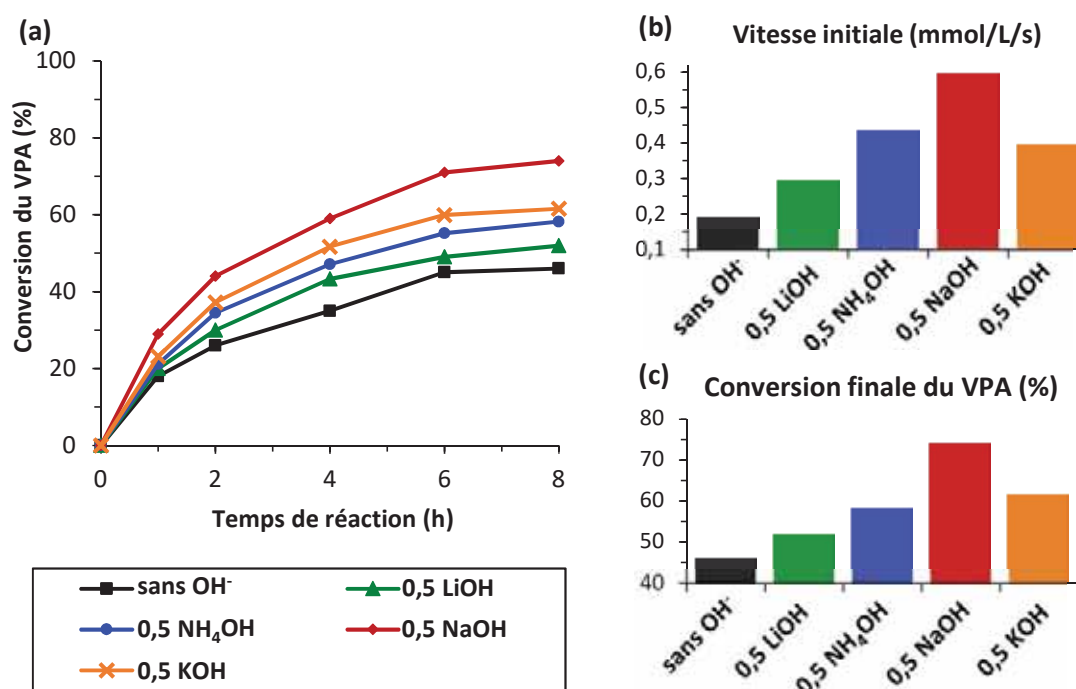 (a)
100
80
60
40
20
0
Conversion du VPA (%)
0 2 4 6 8
Temps de réaction (h)
sans OH⁻ 0,5 LiOH
0,5 NH₄OH 0,5 NaOH
0,5 KOH
(b) Vitesse initiale (mmol/L/s)
0,6
0,5
0,4
0,3
0,2
0,1
sans OH⁻ 0,5 LiOH 0,5 NH₄OH 0,5 NaOH 0,5 KOH
(c) Conversion finale du VPA (%)
80
70
60
50
40
sans OH⁻ 0,5 LiOH 0,5 NH₄OH 0,5 NaOH 0,5 KOH